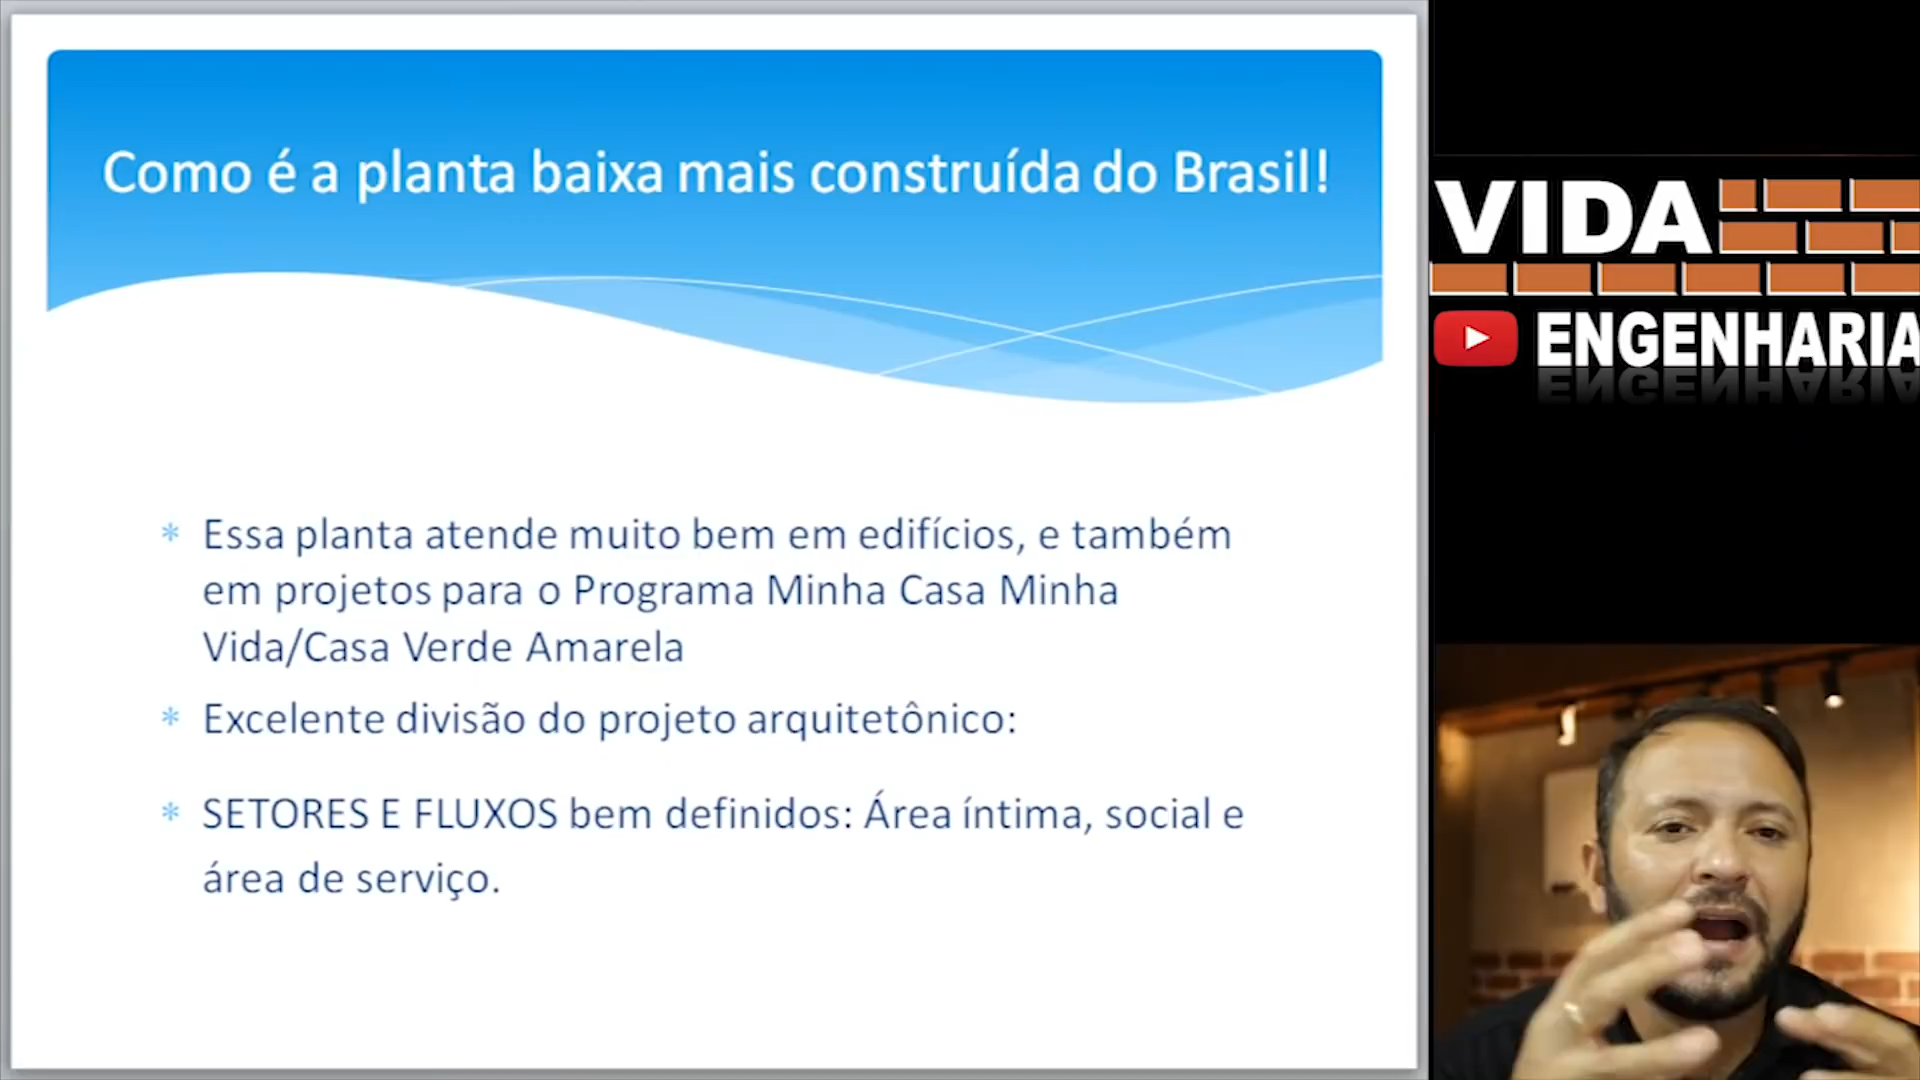 Como é a planta baixa mais construída do Brasil!
* Essa planta atende muito bem em edifícios, e também
em projetos para o Programa Minha Casa Minha
Vida/Casa Verde Amarela
* Excelente divisão do projeto arquitetônico:
* SETORES E FLUXOS bem definidos: Área íntima, social e
área de serviço.
VIDA
ENGENHARIA